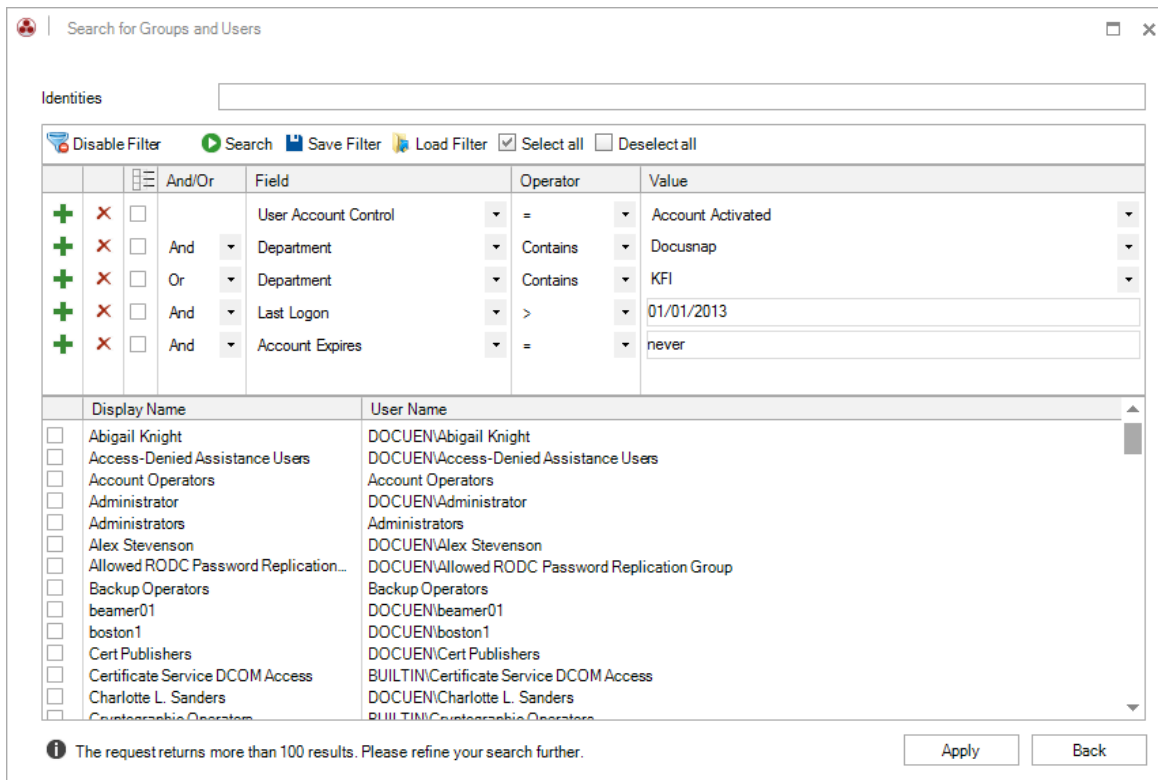 Search for Groups and Users
Identities
Disable Filter Search Save Filter Load Filter Select all Deselect all
And/Or Field Operator Value
User Account Control = Account Activated
And Department Contains Docusnap
Or Department Contains KFI
And Last Logon > 01/01/2013
And Account Expires = never
Display Name User Name
Abigail Knight DOCUEN\Abigail Knight
Access-Denied Assistance Users DOCUEN\Access-Denied Assistance Users
Account Operators Account Operators
Administrator DOCUEN\Administrator
Administrators Administrators
Alex Stevenson DOCUEN\Alex Stevenson
Allowed RODC Password Replication... DOCUEN\Allowed RODC Password Replication Group
Backup Operators Backup Operators
beamer01 DOCUEN\beamer01
boston1 DOCUEN\boston1
Cert Publishers DOCUEN\Cert Publishers
Certificate Service DCOM Access BUILTIN\Certificate Service DCOM Access
Charlotte L. Sanders DOCUEN\Charlotte L. Sanders
Cryptographic Operators BUILTIN\Cryptographic Operators
The request returns more than 100 results. Please refine your search further.
Apply Back